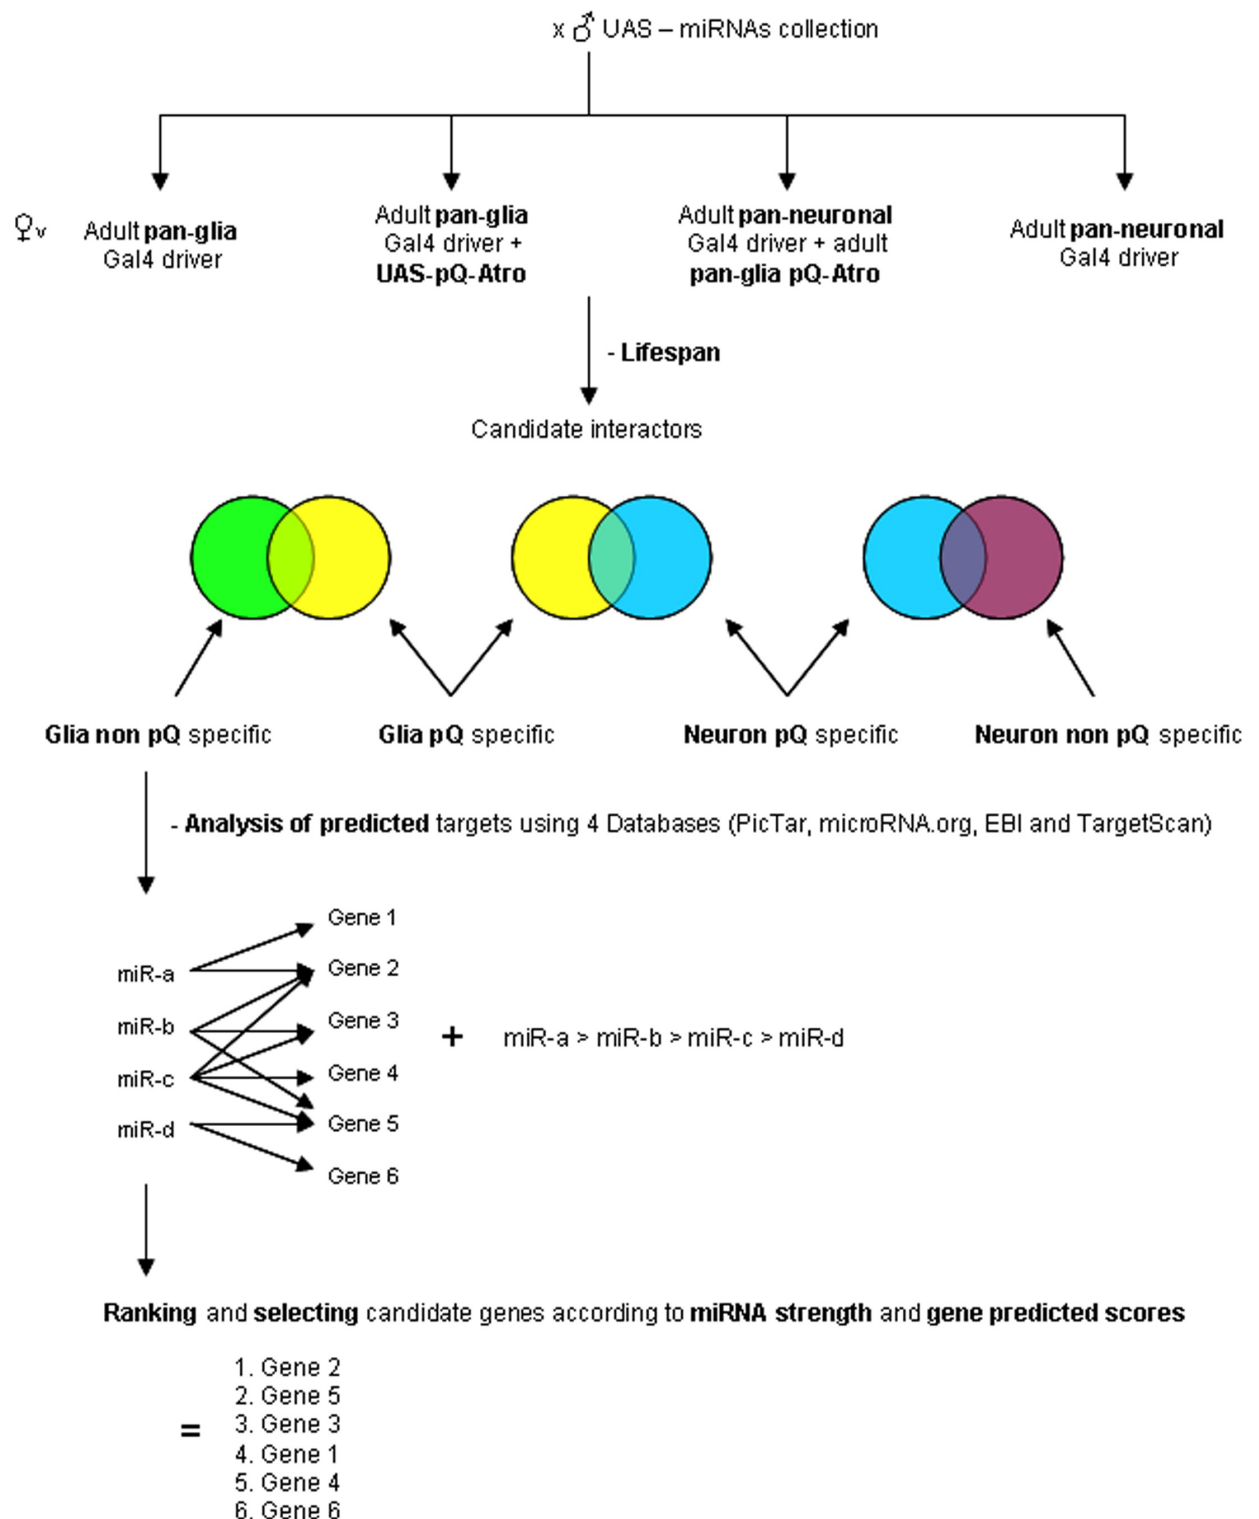 x ♂ UAS – miRNAs collection
♀v
Adult pan-glia
Gal4 driver
Adult pan-glia
Gal4 driver +
UAS-pQ-Atro
Adult pan-neuronal
Gal4 driver + adult
pan-glia pQ-Atro
Adult pan-neuronal
Gal4 driver
- Lifespan
Candidate interactors
Glia non pQ specific
Glia pQ specific
Neuron pQ specific
Neuron non pQ specific
- Analysis of predicted targets using 4 Databases (PicTar, microRNA.org, EBI and TargetScan)
miR-a
miR-b
miR-c
miR-d
Gene 1
Gene 2
Gene 3
Gene 4
Gene 5
Gene 6
+ miR-a > miR-b > miR-c > miR-d
Ranking and selecting candidate genes according to miRNA strength and gene predicted scores
=
1. Gene 2
2. Gene 5
3. Gene 3
4. Gene 1
5. Gene 4
6. Gene 6